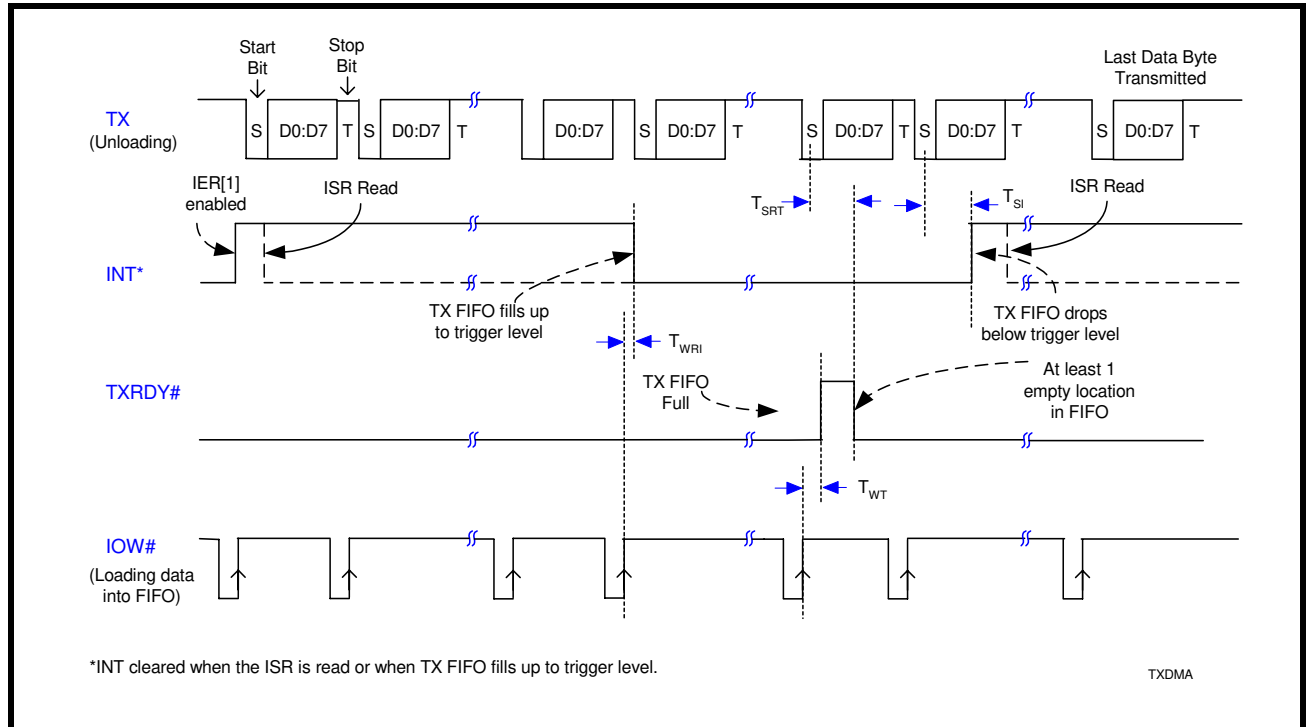 Start
Bit
Stop
Bit
Last Data Byte
Transmitted
TX
(Unloading)
S D0:D7 T S D0:D7 T D0:D7 S D0:D7 T S D0:D7 T S D0:D7 T S D0:D7 T
IER[1]
enabled
ISR Read
TSRT
TSI
ISR Read
INT*
TX FIFO fills up
to trigger level
TX FIFO drops
below trigger level
TWRI
TXRDY#
TX FIFO
Full
At least 1
empty location
in FIFO
TWT
IOW#
(Loading data
into FIFO)
*INT cleared when the ISR is read or when TX FIFO fills up to trigger level.
TXDMA